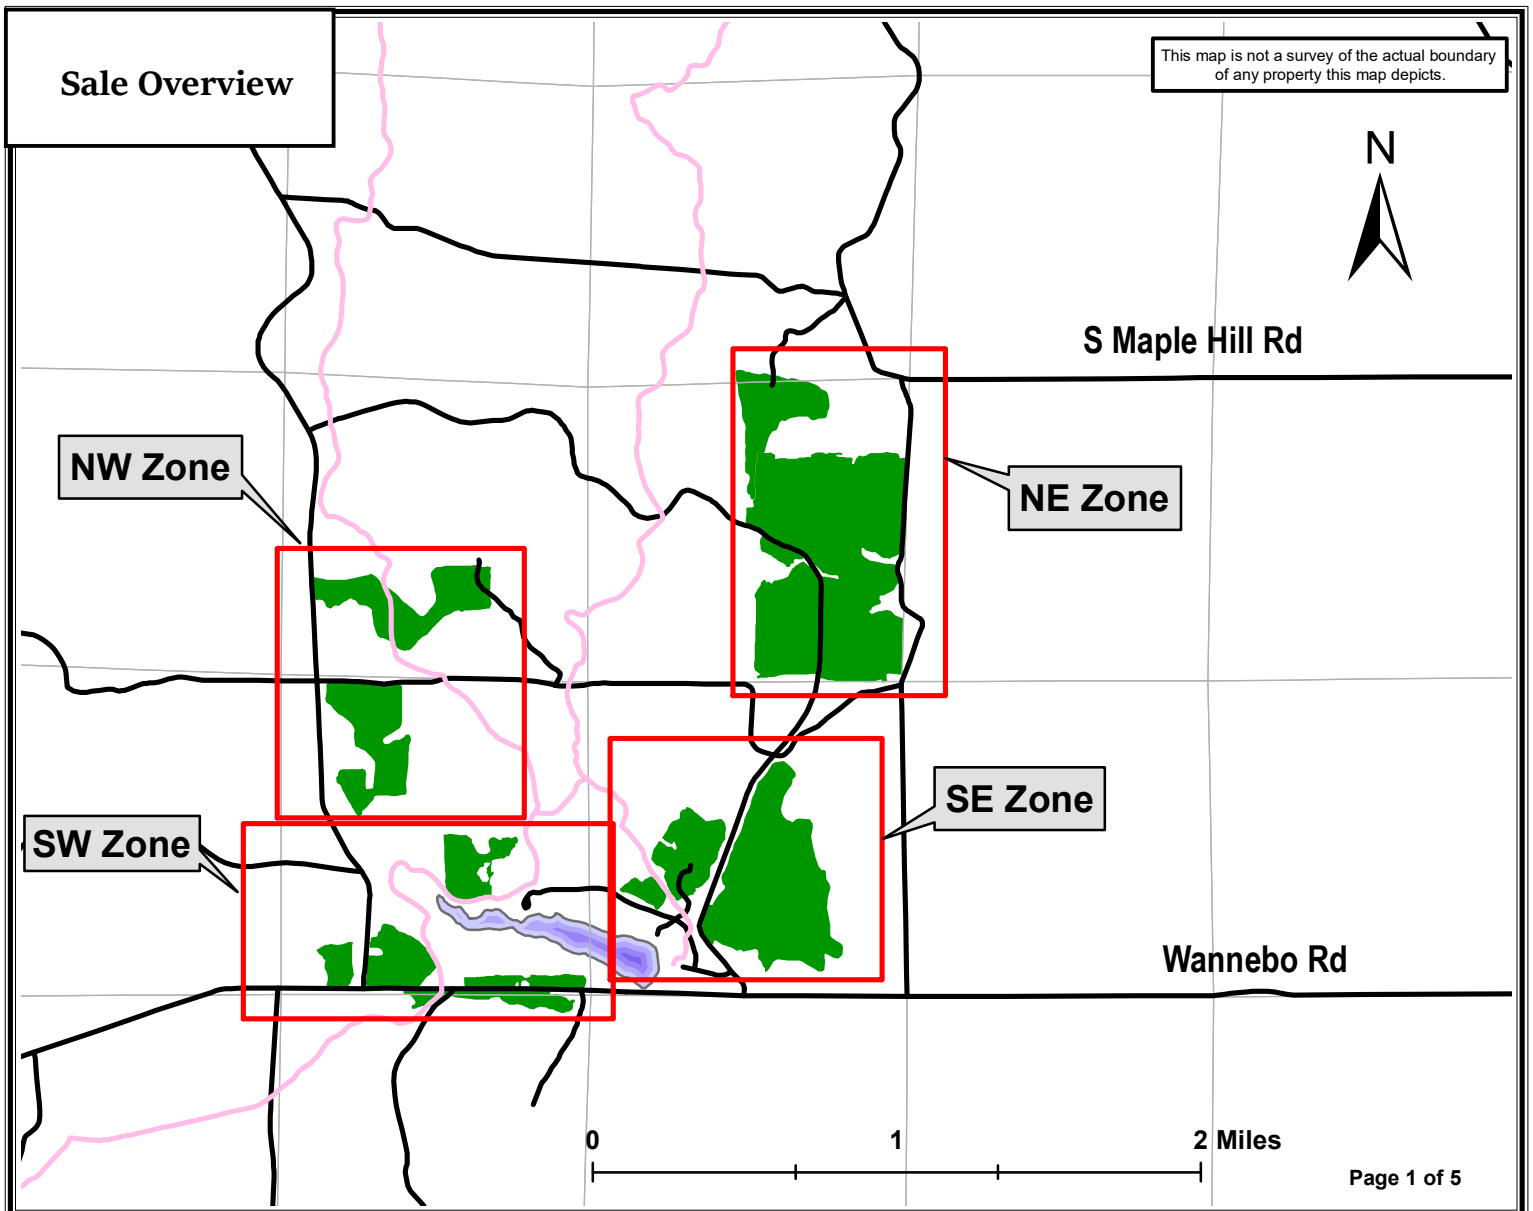 Sale Overview
This map is not a survey of the actual boundary
of any property this map depicts.
N
S Maple Hill Rd
NW Zone
NE Zone
SE Zone
SW Zone
Wannebo Rd
0 1 2 Miles
Page 1 of 5